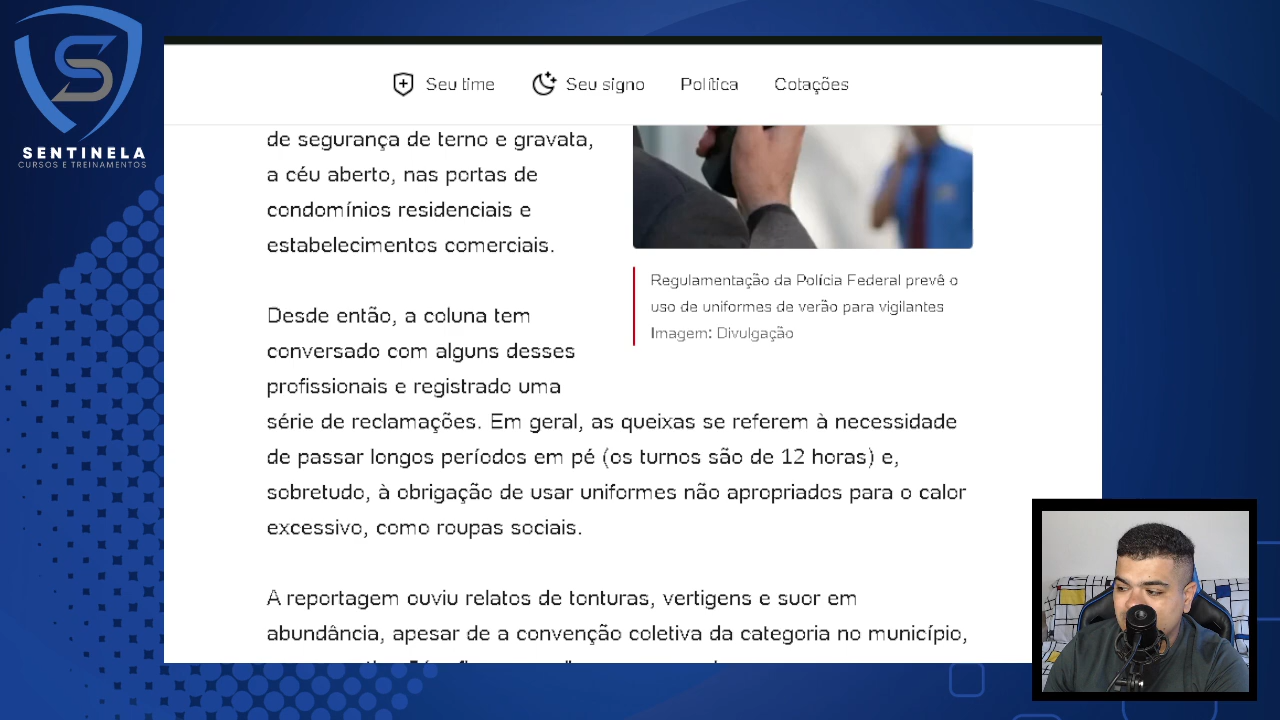 SENTINELA
CURSOS E TREINAMENTOS
Seu time
Seu signo
Política
Cotações
de segurança de terno e gravata,
a céu aberto, nas portas de
condomínios residenciais e
estabelecimentos comerciais.
Regulamentação da Polícia Federal prevê o
uso de uniformes de verão para vigilantes
Imagem: Divulgação
Desde então, a coluna tem
conversado com alguns desses
profissionais e registrado uma
série de reclamações. Em geral, as queixas se referem à necessidade
de passar longos períodos em pé (os turnos são de 12 horas) e,
sobretudo, à obrigação de usar uniformes não apropriados para o calor
excessivo, como roupas sociais.
A reportagem ouviu relatos de tonturas, vertigens e suor em
abundância, apesar de a convenção coletiva da categoria no município,